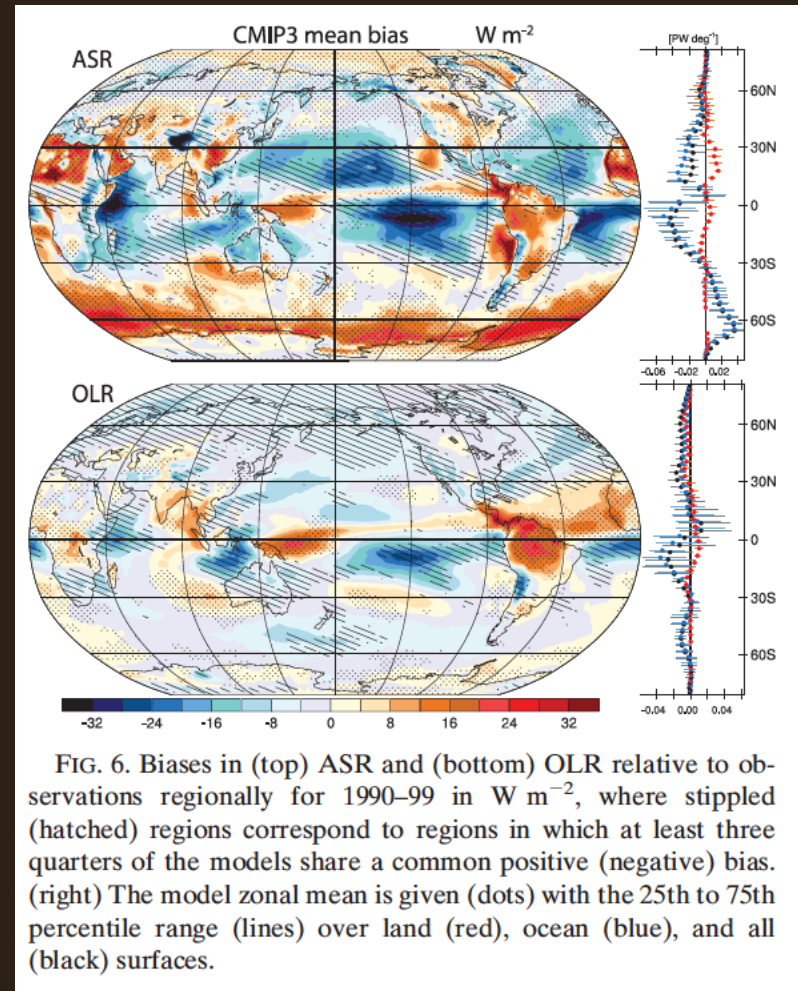 CMIP3 mean bias W m-2
ASR
[PW deg-1]
60N
30N
0
30S
60S
-0.06 -0.02 0.02
OLR
60N
30N
0
30S
60S
-0.04 0.00 0.04
-32 -24 -16 -8 0 8 16 24 32
FIG. 6. Biases in (top) ASR and (bottom) OLR relative to ob-
servations regionally for 1990–99 in W m−2, where stippled
(hatched) regions correspond to regions in which at least three
quarters of the models share a common positive (negative) bias.
(right) The model zonal mean is given (dots) with the 25th to 75th
percentile range (lines) over land (red), ocean (blue), and all
(black) surfaces.